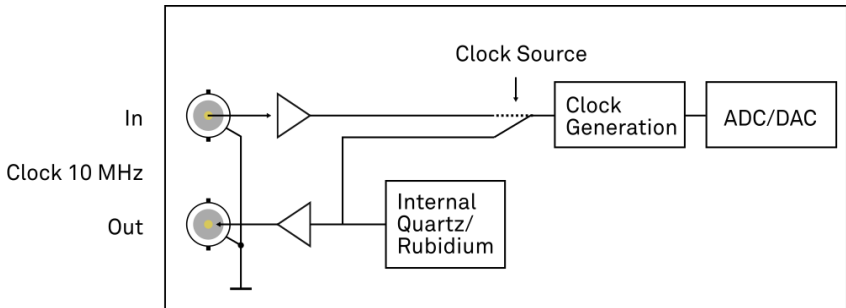 Clock Source
In
Clock
Generation
ADC/DAC
Clock 10 MHz
Out
Internal
Quartz/
Rubidium